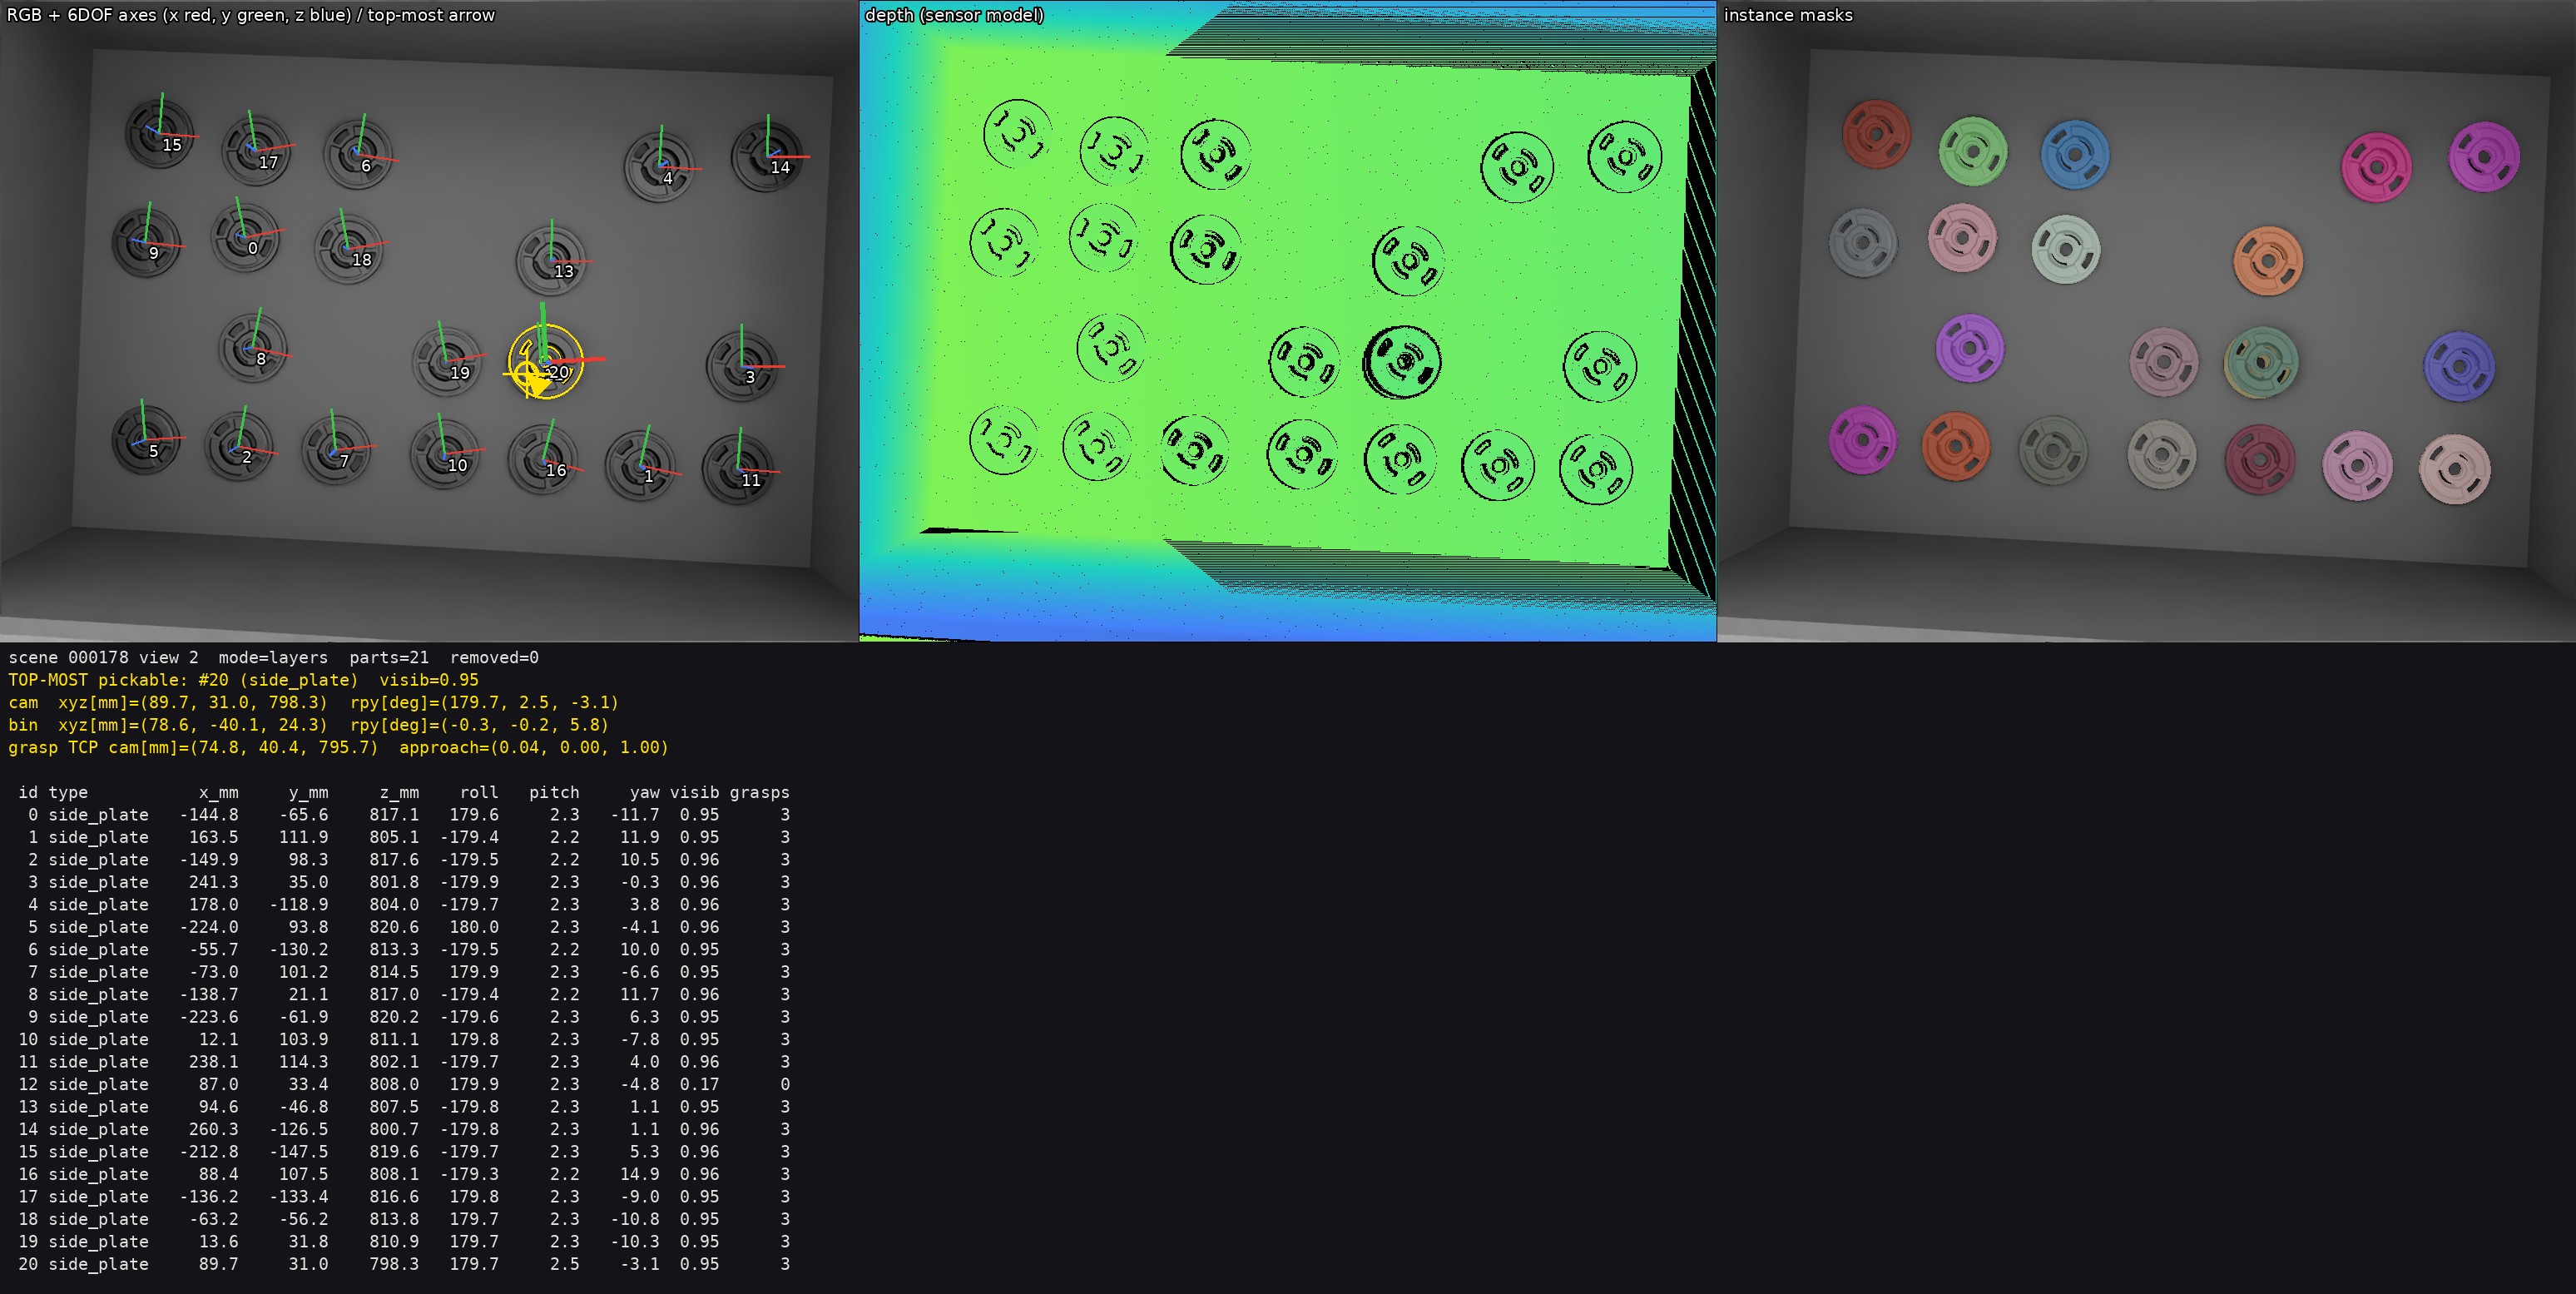 RGB + 6DOF axes (x red, y green, z blue) / top-most arrow
depth (sensor model)
instance masks
15
17
6
4
14
9
0
18
13
8
19
20
3
5
2
7
10
16
1
11
scene 000178 view 2  mode=layers  parts=21  removed=0
TOP-MOST pickable: #20 (side_plate)  visib=0.95
cam  xyz[mm]=(89.7, 31.0, 798.3)  rpy[deg]=(179.7, 2.5, -3.1)
bin  xyz[mm]=(78.6, -40.1, 24.3)  rpy[deg]=(-0.3, -0.2, 5.8)
grasp TCP cam[mm]=(74.8, 40.4, 795.7)  approach=(0.04, 0.00, 1.00)
id type x_mm y_mm z_mm roll pitch yaw visib grasps
0 side_plate -144.8 -65.6 817.1 179.6 2.3 -11.7 0.95 3
1 side_plate 163.5 111.9 805.1 -179.4 2.2 11.9 0.95 3
2 side_plate -149.9 98.3 817.6 -179.5 2.2 10.5 0.96 3
3 side_plate 241.3 35.0 801.8 -179.9 2.3 -0.3 0.96 3
4 side_plate 178.0 -118.9 804.0 -179.7 2.3 3.8 0.96 3
5 side_plate -224.0 93.8 820.6 180.0 2.3 -4.1 0.96 3
6 side_plate -55.7 -130.2 813.3 -179.5 2.2 10.0 0.95 3
7 side_plate -73.0 101.2 814.5 179.9 2.3 -6.6 0.95 3
8 side_plate -138.7 21.1 817.0 -179.4 2.2 11.7 0.96 3
9 side_plate -223.6 -61.9 820.2 -179.6 2.3 6.3 0.95 3
10 side_plate 12.1 103.9 811.1 179.8 2.3 -7.8 0.95 3
11 side_plate 238.1 114.3 802.1 -179.7 2.3 4.0 0.96 3
12 side_plate 87.0 33.4 808.0 179.9 2.3 -4.8 0.17 0
13 side_plate 94.6 -46.8 807.5 -179.8 2.3 1.1 0.95 3
14 side_plate 260.3 -126.5 800.7 -179.8 2.3 1.1 0.96 3
15 side_plate -212.8 -147.5 819.6 -179.7 2.3 5.3 0.96 3
16 side_plate 88.4 107.5 808.1 -179.3 2.2 14.9 0.96 3
17 side_plate -136.2 -133.4 816.6 179.8 2.3 -9.0 0.95 3
18 side_plate -63.2 -56.2 813.8 179.7 2.3 -10.8 0.95 3
19 side_plate 13.6 31.8 810.9 179.7 2.3 -10.3 0.95 3
20 side_plate 89.7 31.0 798.3 179.7 2.5 -3.1 0.95 3